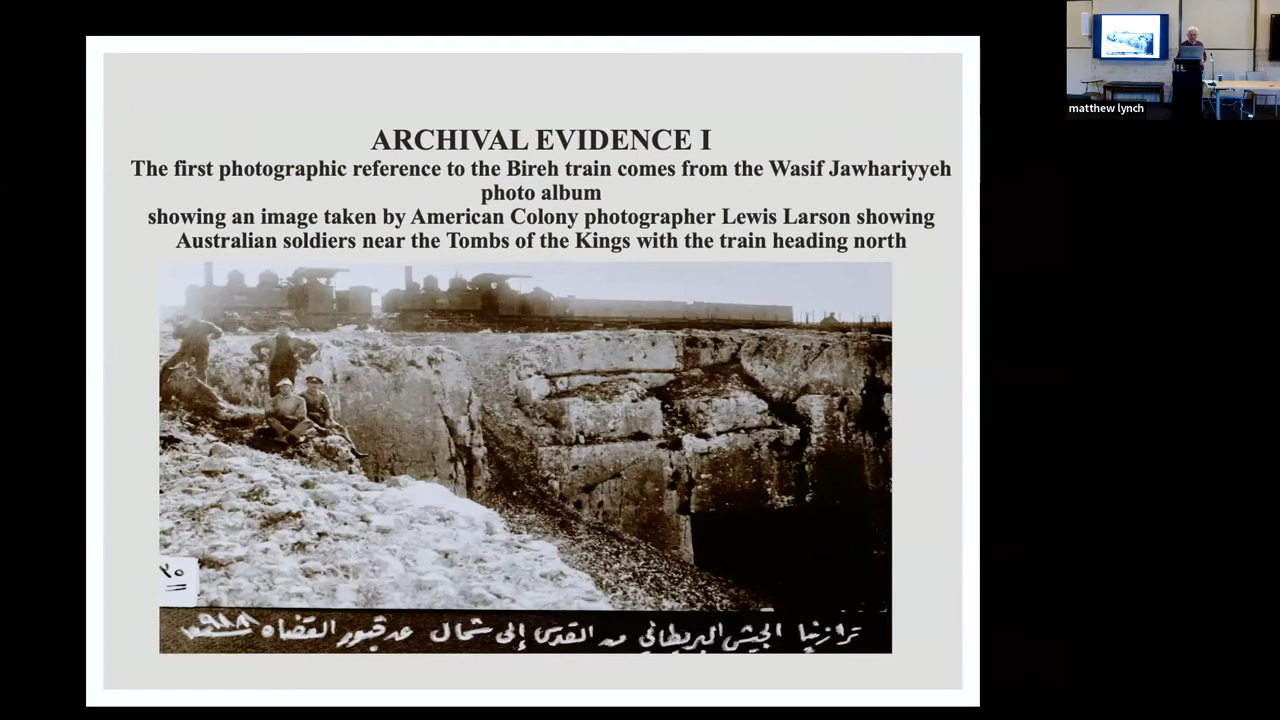 ARCHIVAL EVIDENCE I
The first photographic reference to the Bireh train comes from the Wasif Jawhariyyeh
photo album
showing an image taken by American Colony photographer Lewis Larson showing
Australian soldiers near the Tombs of the Kings with the train heading north
٢٥
الجيش البريطاني من القدس إلى شمال عند قبور القضاه
matthew lynch